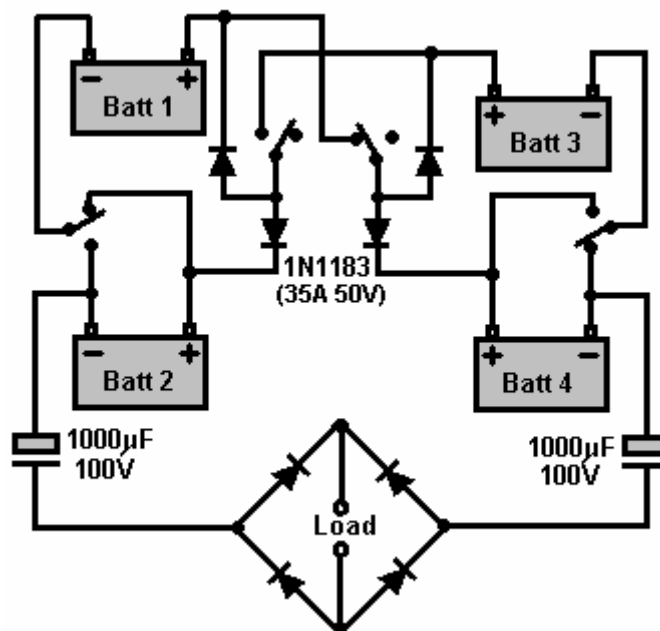 − +
Batt 1
+ −
Batt 3
1N1183
(35A 50V)
− +
Batt 2
+ −
Batt 4
1000µF
100V
1000µF
100V
Load